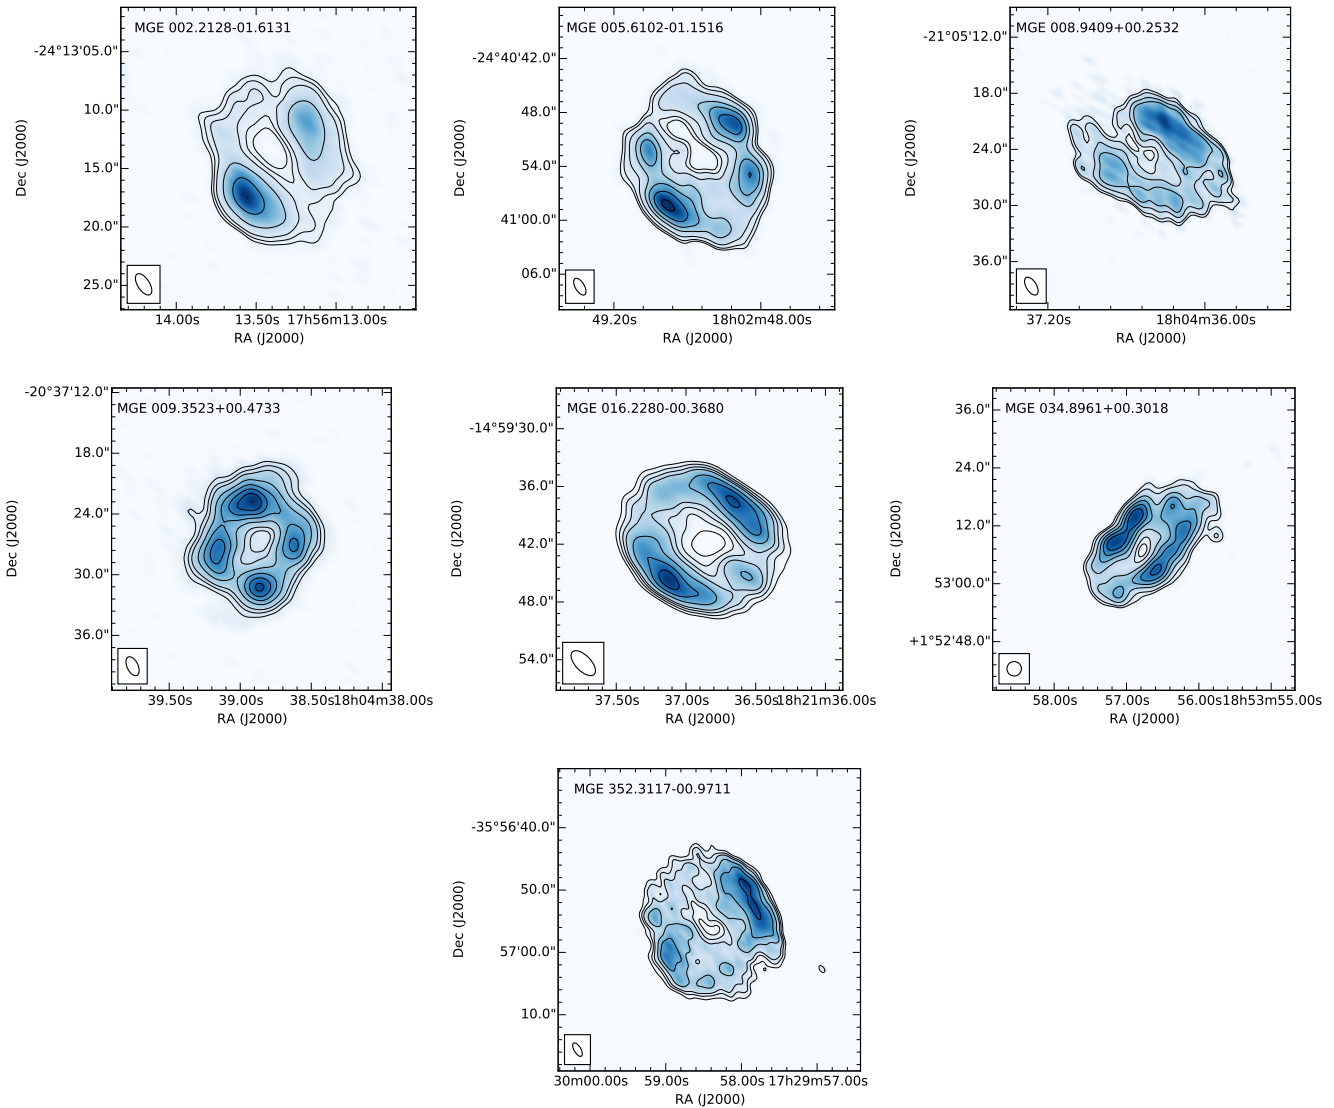 MGE 002.2128-01.6131
-24°13'05.0"
10.0"
15.0"
20.0"
25.0"
Dec (J2000)
14.00s 13.50s 17h56m13.00s
RA (J2000)
MGE 005.6102-01.1516
-24°40'42.0"
48.0"
54.0"
41'00.0"
06.0"
Dec (J2000)
49.20s 18h02m48.00s
RA (J2000)
MGE 008.9409+00.2532
-21°05'12.0"
18.0"
24.0"
30.0"
36.0"
Dec (J2000)
37.20s 18h04m36.00s
RA (J2000)
MGE 009.3523+00.4733
-20°37'12.0"
18.0"
24.0"
30.0"
36.0"
Dec (J2000)
39.50s 39.00s 38.50s18h04m38.00s
RA (J2000)
MGE 016.2280-00.3680
-14°59'30.0"
36.0"
42.0"
48.0"
54.0"
Dec (J2000)
37.50s 37.00s 36.50s18h21m36.00s
RA (J2000)
MGE 034.8961+00.3018
36.0"
24.0"
12.0"
53'00.0"
+1°52'48.0"
Dec (J2000)
58.00s 57.00s 56.00s18h53m55.00s
RA (J2000)
MGE 352.3117-00.9711
-35°56'40.0"
50.0"
57'00.0"
10.0"
Dec (J2000)
30m00.00s 59.00s 58.00s 17h29m57.00s
RA (J2000)